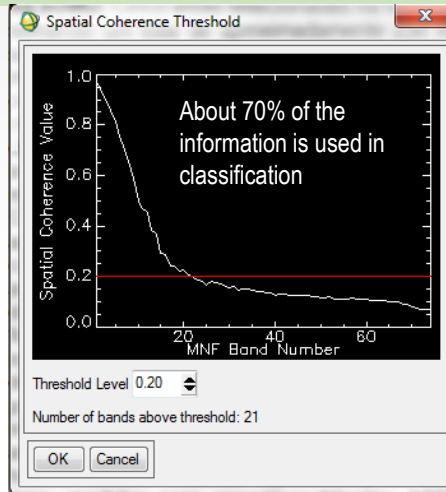 Spatial Coherence Threshold
x
About 70% of the
information is used in
classification
Spatial Coherence Value
1.0
0.8
0.6
0.4
0.2
0.0
20
40
60
MNF Band Number
Threshold Level 0.20
Number of bands above threshold: 21
OK
Cancel